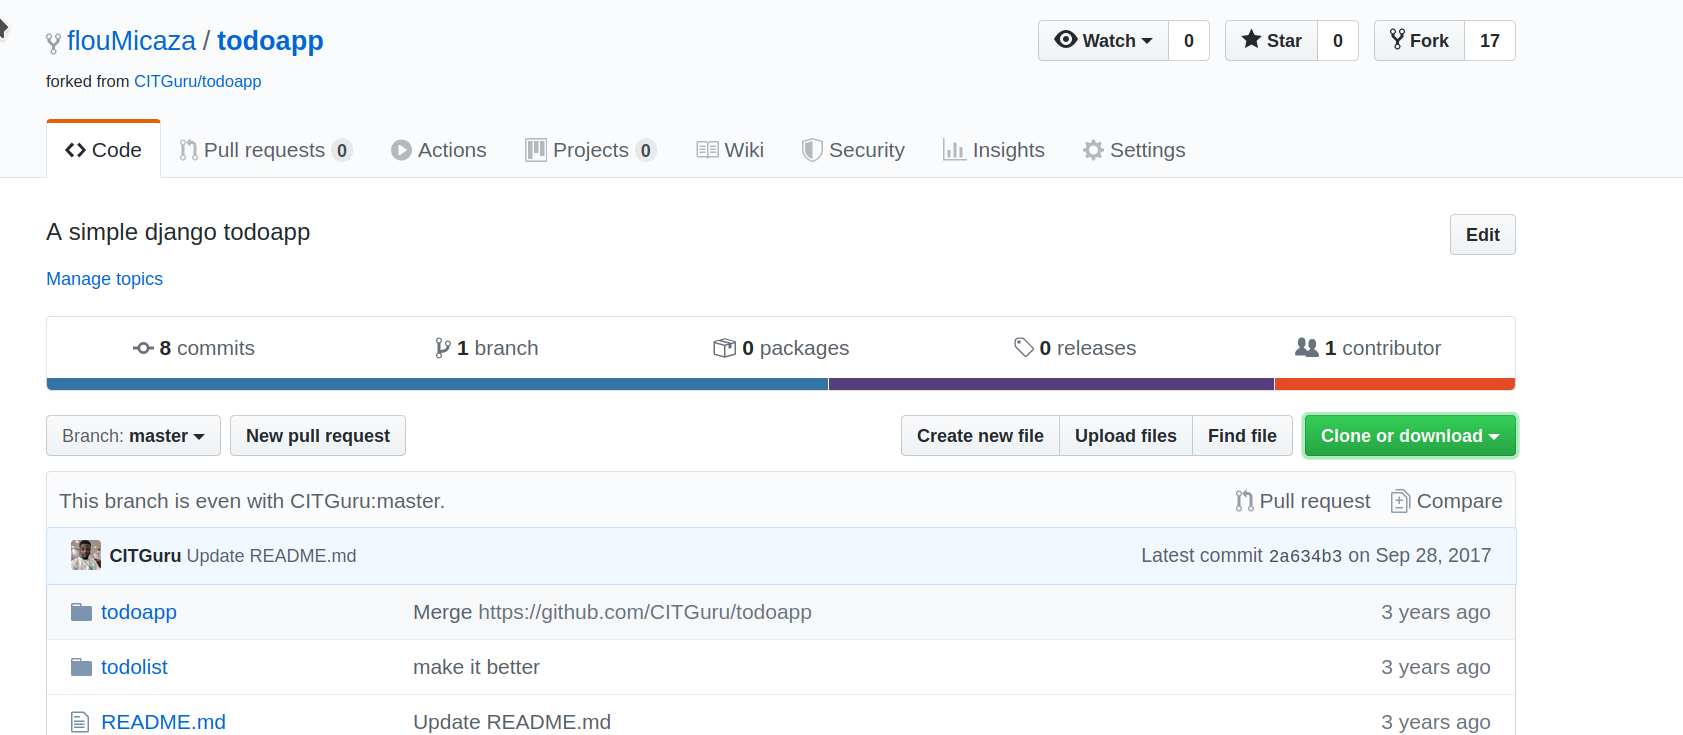 flouMicaza / todoapp
Watch 0 Star 0 Fork 17
forked from CITGuru/todoapp
Code Pull requests 0 Actions Projects 0 Wiki Security Insights Settings
A simple django todoapp
Edit
Manage topics
8 commits 1 branch 0 packages 0 releases 1 contributor
Branch: master New pull request Create new file Upload files Find file Clone or download
This branch is even with CITGuru:master. Pull request Compare
CITGuru Update README.md Latest commit 2a634b3 on Sep 28, 2017
todoapp Merge https://github.com/CITGuru/todoapp 3 years ago
todolist make it better 3 years ago
README.md Update README.md 3 years ago